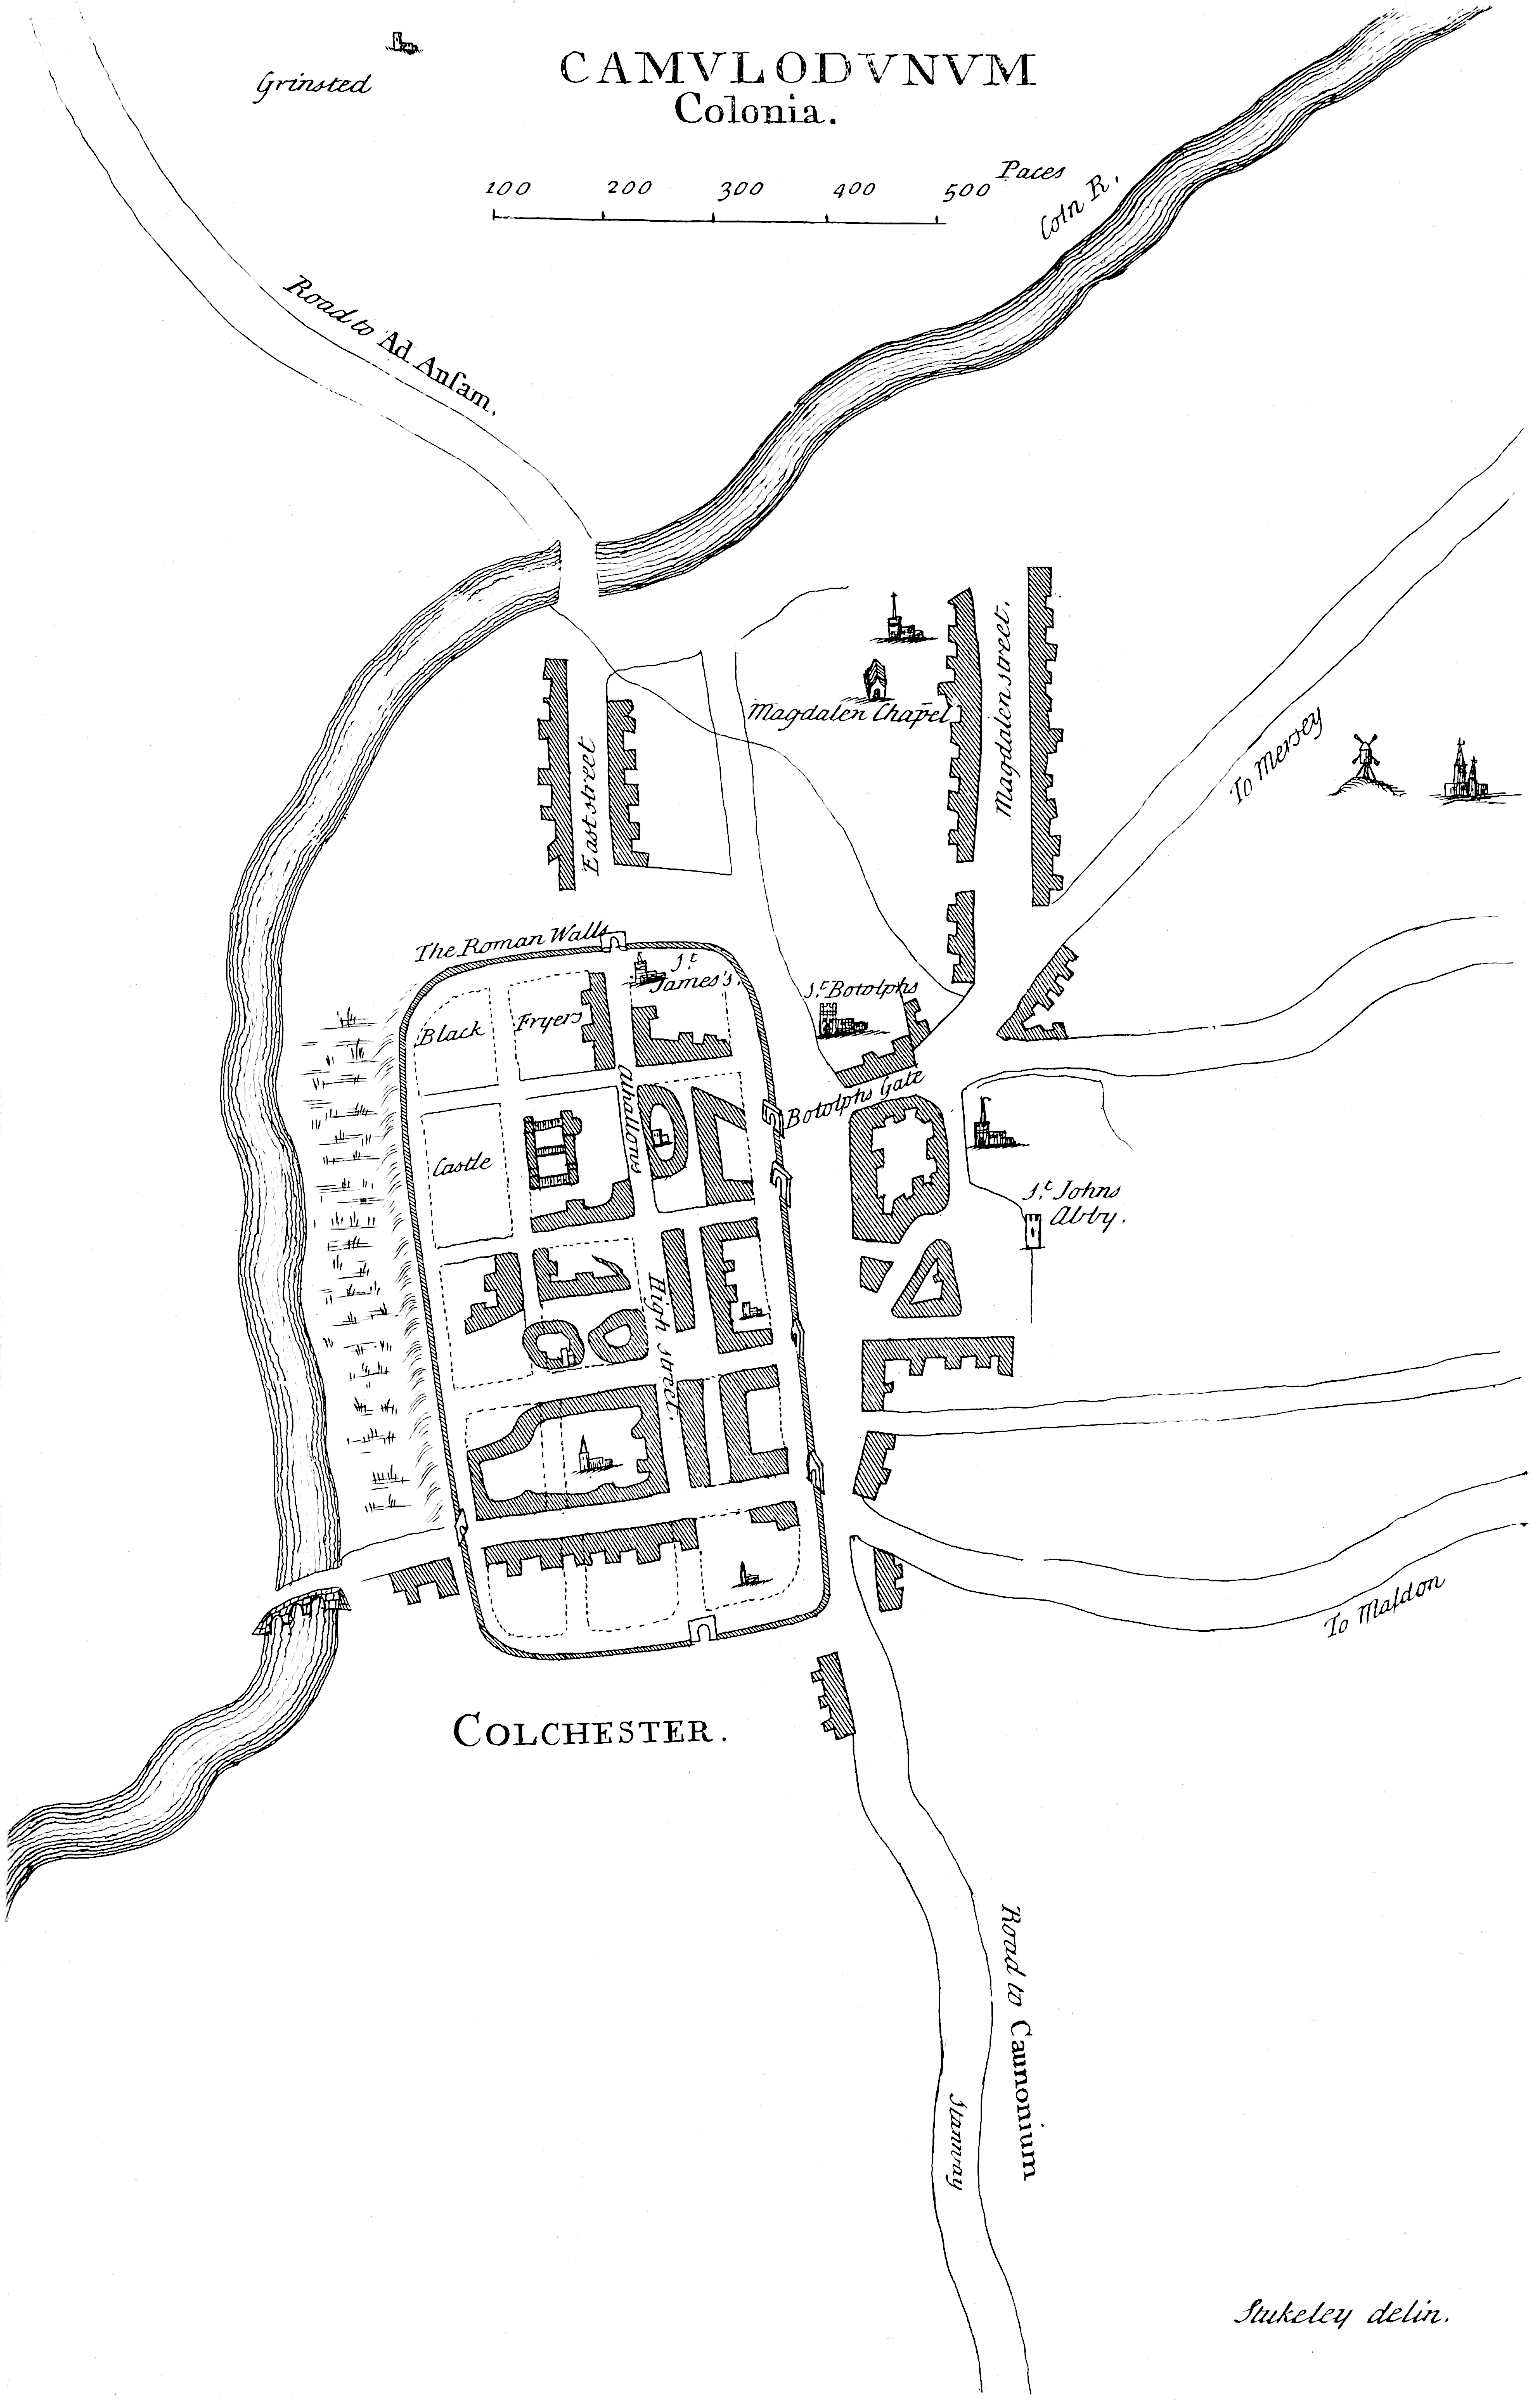 CAMVLODVNVM
Colonia.
Grinsted
100 200 300 400 500 Paces
Coln R.
Road to Ad Anſam.
Magdalen Chapel
Magdalen street.
East street
To Mersey
The Roman Walls
St. James's.
St. Botolphs
Black Fryers
Botolphs Gate
Alhallows
Castle
St. Johns
Abby.
High street.
To Maldon
COLCHESTER.
Road to Canonium
Stanway
Stukeley delin.